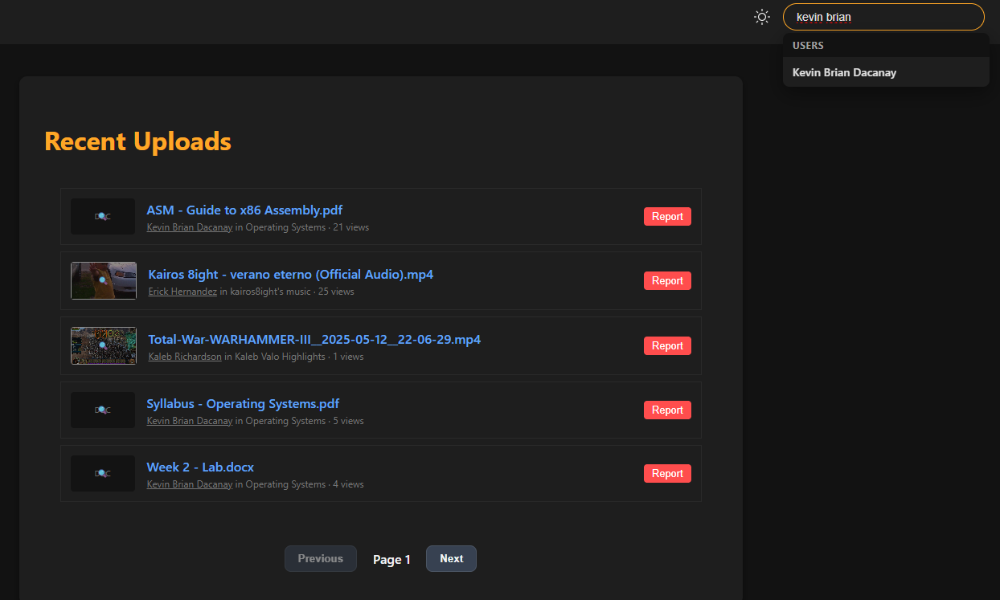 kevin brian
USERS
Kevin Brian Dacanay
Recent Uploads
ASM - Guide to x86 Assembly.pdf
Kevin Brian Dacanay in Operating Systems · 21 views
Report
Kairos 8ight - verano eterno (Official Audio).mp4
Erick Hernandez in kairos8ight's music · 25 views
Report
Total-War-WARHAMMER-III__2025-05-12__22-06-29.mp4
Kaleb Richardson in Kaleb Valo Highlights · 1 views
Report
Syllabus - Operating Systems.pdf
Kevin Brian Dacanay in Operating Systems · 5 views
Report
Week 2 - Lab.docx
Kevin Brian Dacanay in Operating Systems · 4 views
Report
Previous Page 1 Next